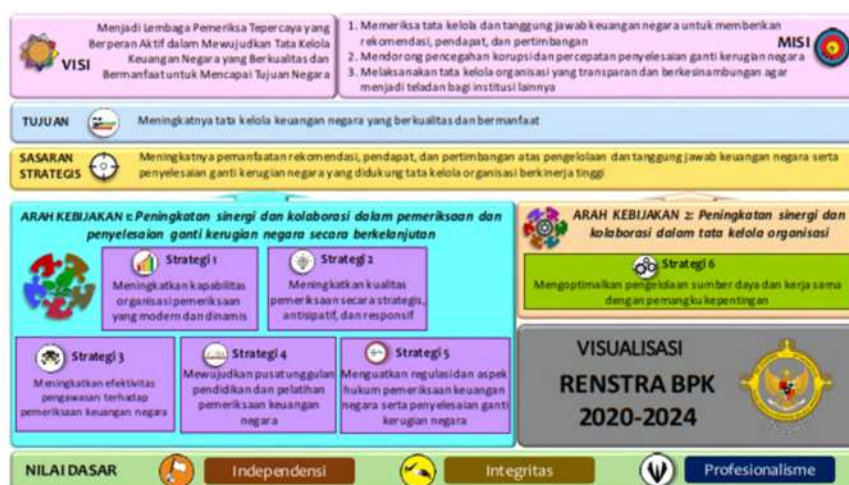 VISI
Menjadi Lembaga Pemeriksa Tepercaya yang
Berperan Aktif dalam Mewujudkan Tata Kelola
Keuangan Negara yang Berkualitas dan
Bermanfaat untuk Mencapai Tujuan Negara
MISI
1. Memeriksa tata kelola dan tanggung jawab keuangan negara untuk memberikan
rekomendasi, pendapat, dan pertimbangan
2. Mendorong pencegahan korupsi dan percepatan penyelesaian ganti kerugian negara
3. Melaksanakan tata kelola organisasi yang transparan dan berkesinambungan agar
menjadi teladan bagi institusi lainnya
TUJUAN
Meningkatnya tata kelola keuangan negara yang berkualitas dan bermanfaat
SASARAN
STRATEGIS
Meningkatnya pemanfaatan rekomendasi, pendapat, dan pertimbangan atas pengelolaan dan tanggung jawab keuangan negara serta
penyelesaian ganti kerugian negara yang didukung tata kelola organisasi berkinerja tinggi
ARAH KEBIJAKAN 1: Peningkatan sinergi dan kolaborasi dalam pemeriksaan dan
penyelesaian ganti kerugian negara secara berkelanjutan
Strategi 1
Meningkatkan kapabilitas
organisasi pemeriksaan
yang modern dan dinamis
Strategi 2
Meningkatkan kualitas
pemeriksaan secara strategis,
antisipatif, dan responsif
Strategi 3
Meningkatkan efektivitas
pengawasan terhadap
pemeriksaan keuangan negara
Strategi 4
Mewujudkan pusat unggulan
pendidikan dan pelatihan
pemeriksaan keuangan
negara
Strategi 5
Menguatkan regulasi dan aspek
hukum pemeriksaan keuangan
negara serta penyelesaian ganti
kerugian negara
ARAH KEBIJAKAN 2: Peningkatan sinergi dan
kolaborasi dalam tata kelola organisasi
Strategi 6
Mengoptimalkan pengelolaan sumber daya dan kerja sama
dengan pemangku kepentingan
VISUALISASI
RENSTRA BPK
2020-2024
NILAI DASAR
Independensi
Integritas
Profesionalisme